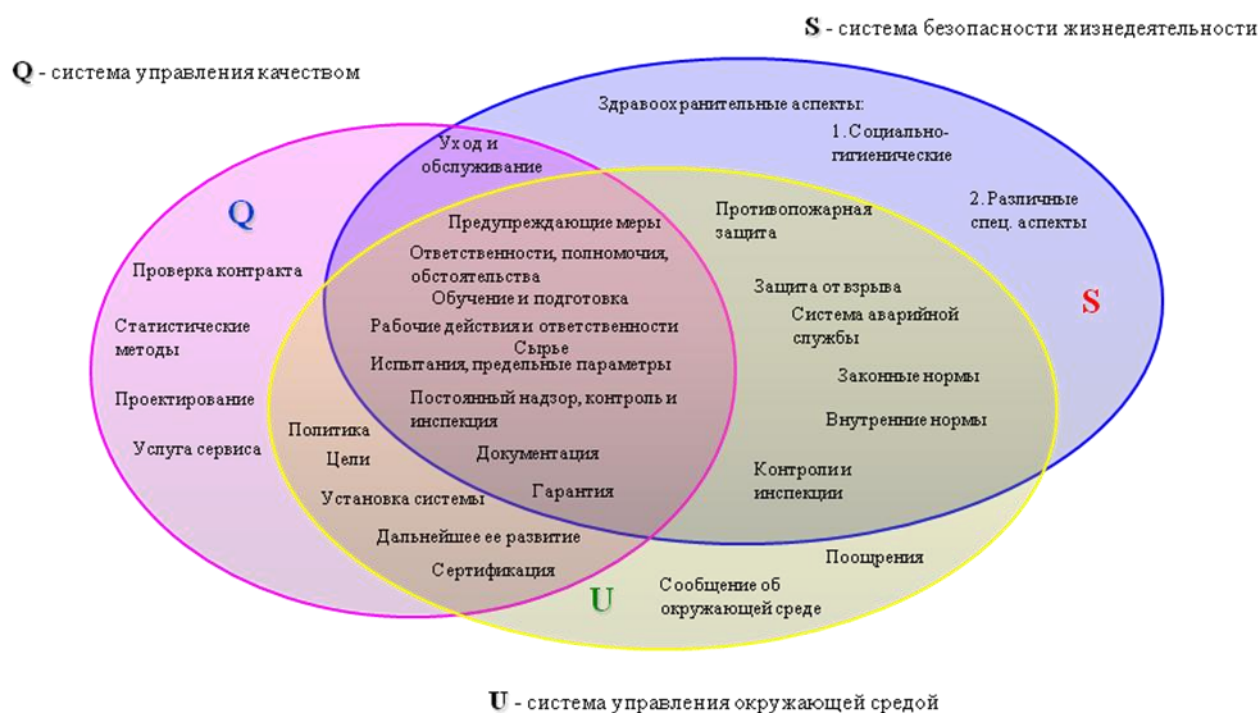 S - система безопасности жизнедеятельности
Q - система управления качеством
Здравоохранительные аспекты:
1. Социально-
гигиенические
2. Различные
спец. аспекты
S
Уход и
обслуживание
Q
Проверка контракта
Статистические
методы
Проектирование
Услуга сервиса
Предупреждающие меры
Ответственности, полномочия,
обстоятельства
Обучение и подготовка
Рабочие действия и ответственности
Сырье
Испытания, предельные параметры
Постоянный надзор, контроль и
инспекция
Документация
Гарантия
Противопожарная
защита
Защита от взрыва
Система аварийной
службы
Законные нормы
Внутренние нормы
Контроли и
инспекции
Политика
Цели
Установка системы
Дальнейшее ее развитие
Сертификация
U
Поощрения
Сообщение об
окружающей среде
U - система управления окружающей средой